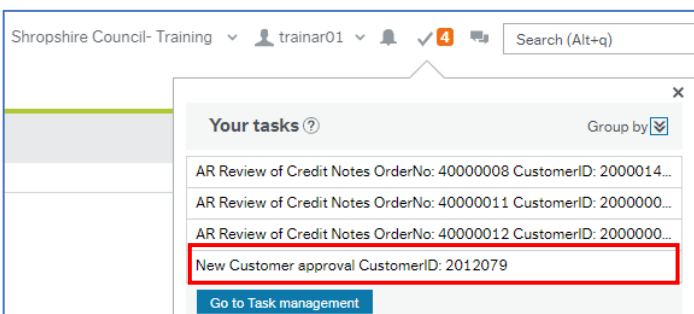 Shropshire Council- Training trainar01 4 Search (Alt+q)
Your tasks ? Group by
AR Review of Credit Notes OrderNo: 40000008 CustomerID: 2000014...
AR Review of Credit Notes OrderNo: 40000011 CustomerID: 2000000...
AR Review of Credit Notes OrderNo: 40000012 CustomerID: 2000000...
New Customer approval CustomerID: 2012079
Go to Task management